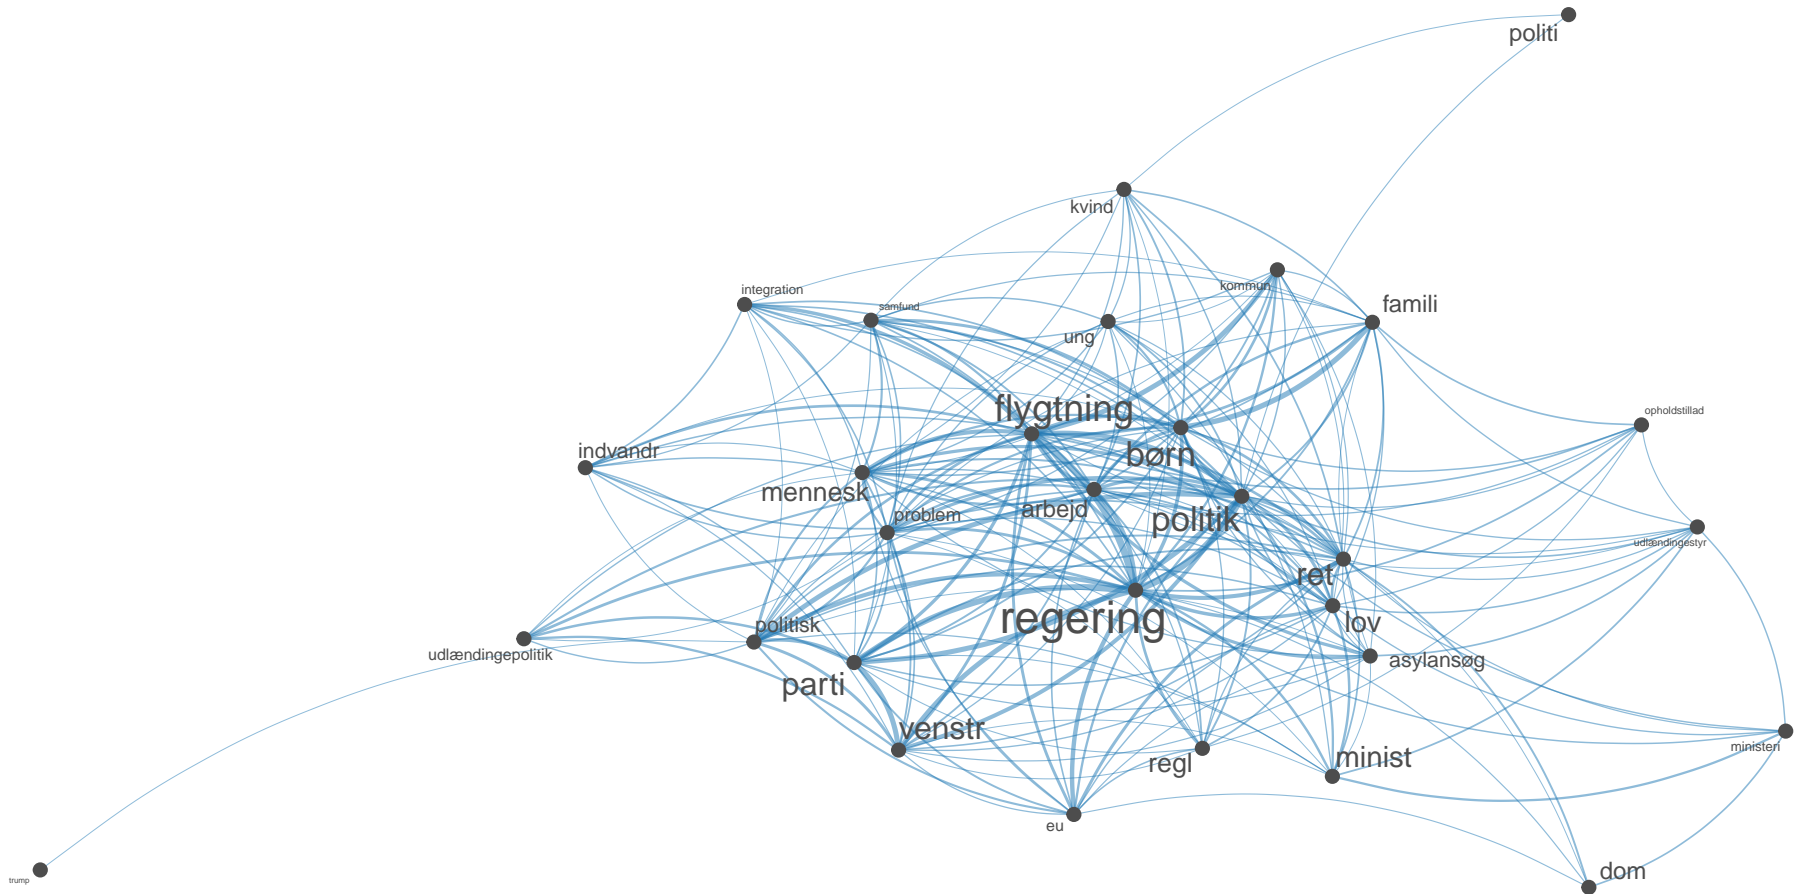 politi
kvind
kommun
integration
samfund
famili
ung
flygtning
opholdstillad
indvandr
børn
mennesk
arbejd
problem
politik
udlændingestyr
ret
regering
lov
politisk
udlændingepolitik
asylansøg
parti
venstr
ministeri
regl
minist
eu
dom
trump